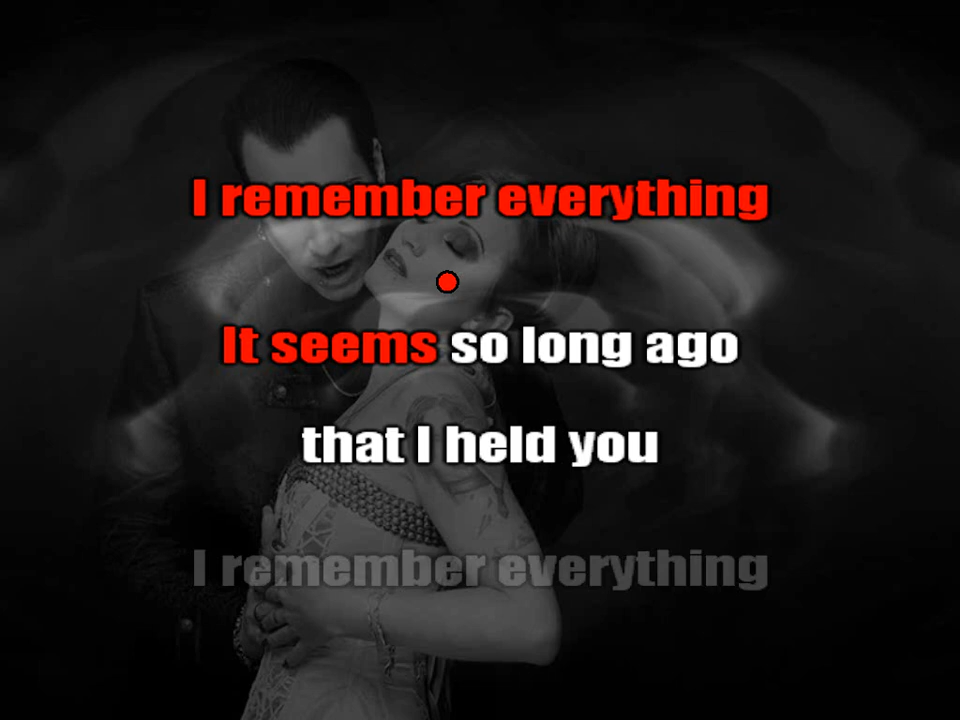 I remember everything
It seems so long ago
that I held you
I remember everything